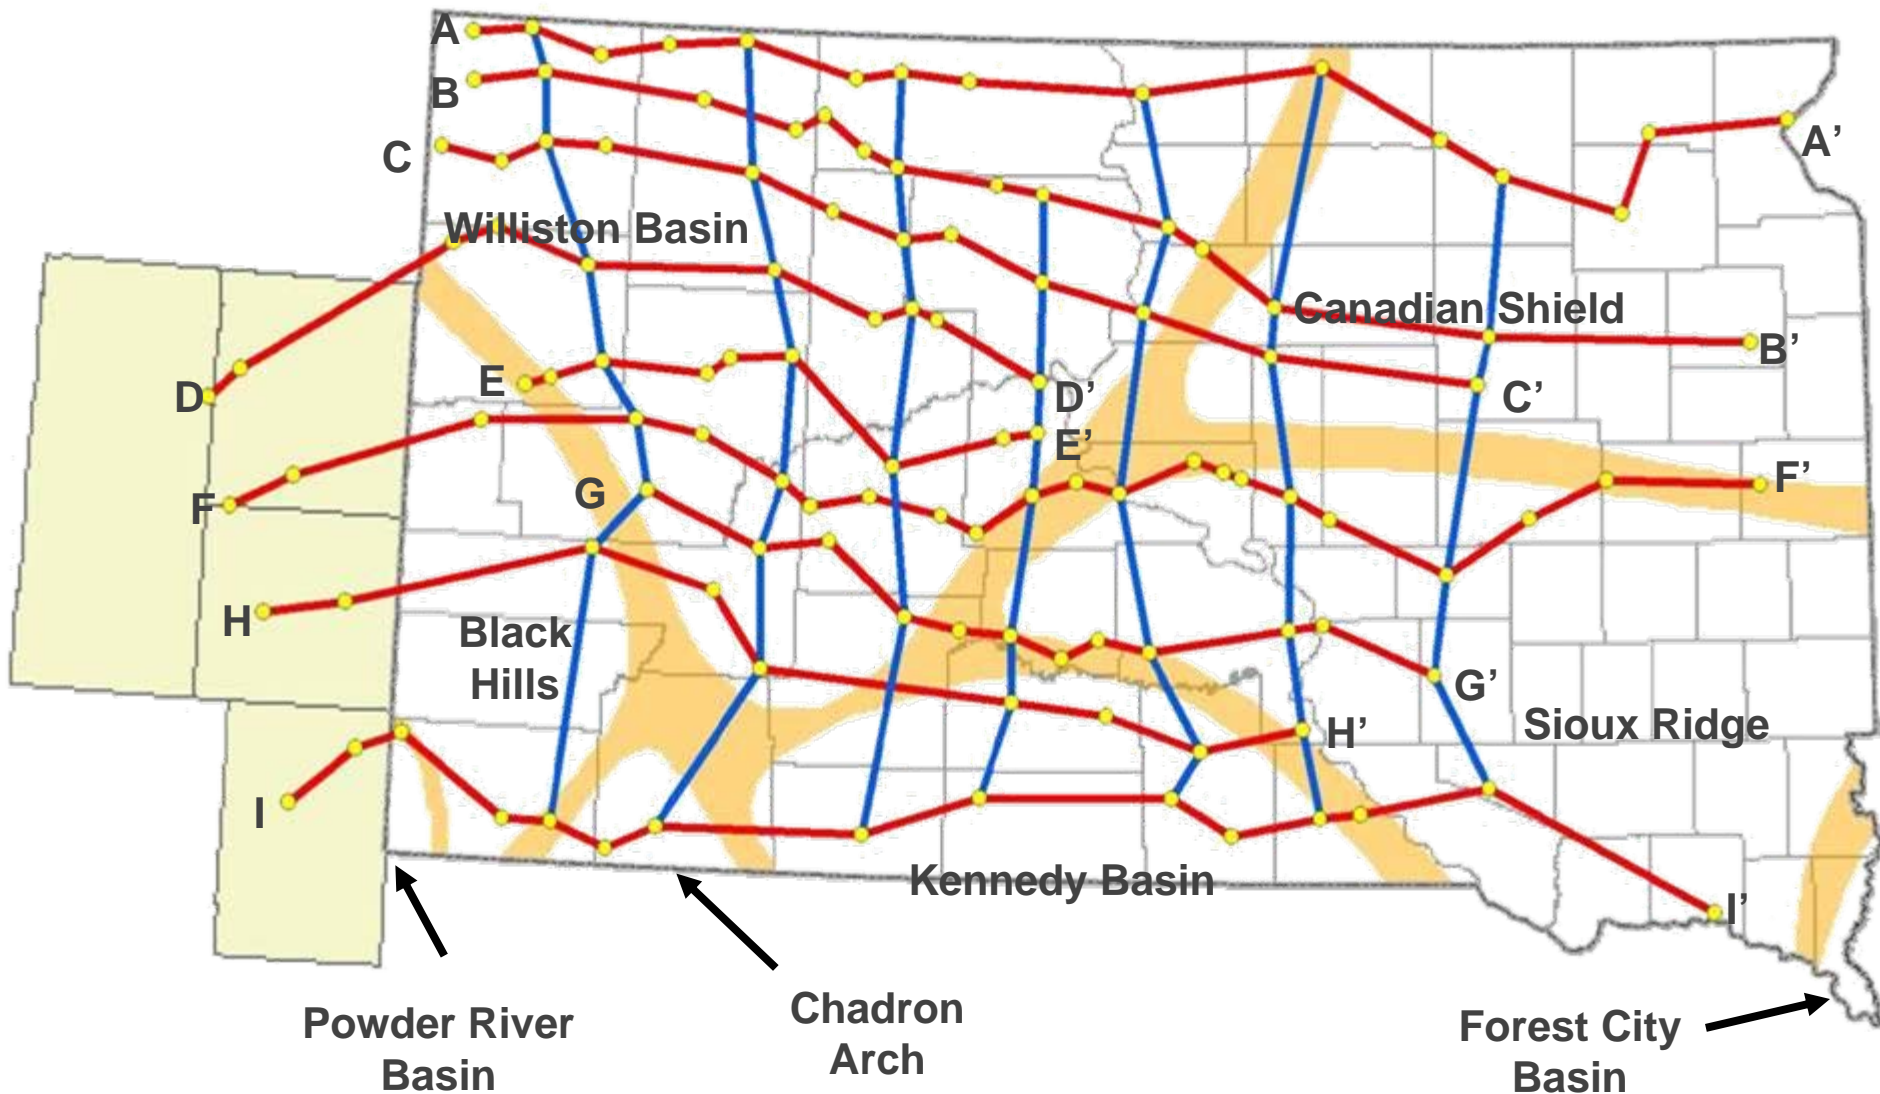 A
B
C
A’
Williston Basin
Canadian Shield
B’
D
E
D’
C’
E’
F
G
F’
H
Black
Hills
G’
Sioux Ridge
H’
I
Kennedy Basin
I’
Powder River
Basin
Chadron
Arch
Forest City
Basin